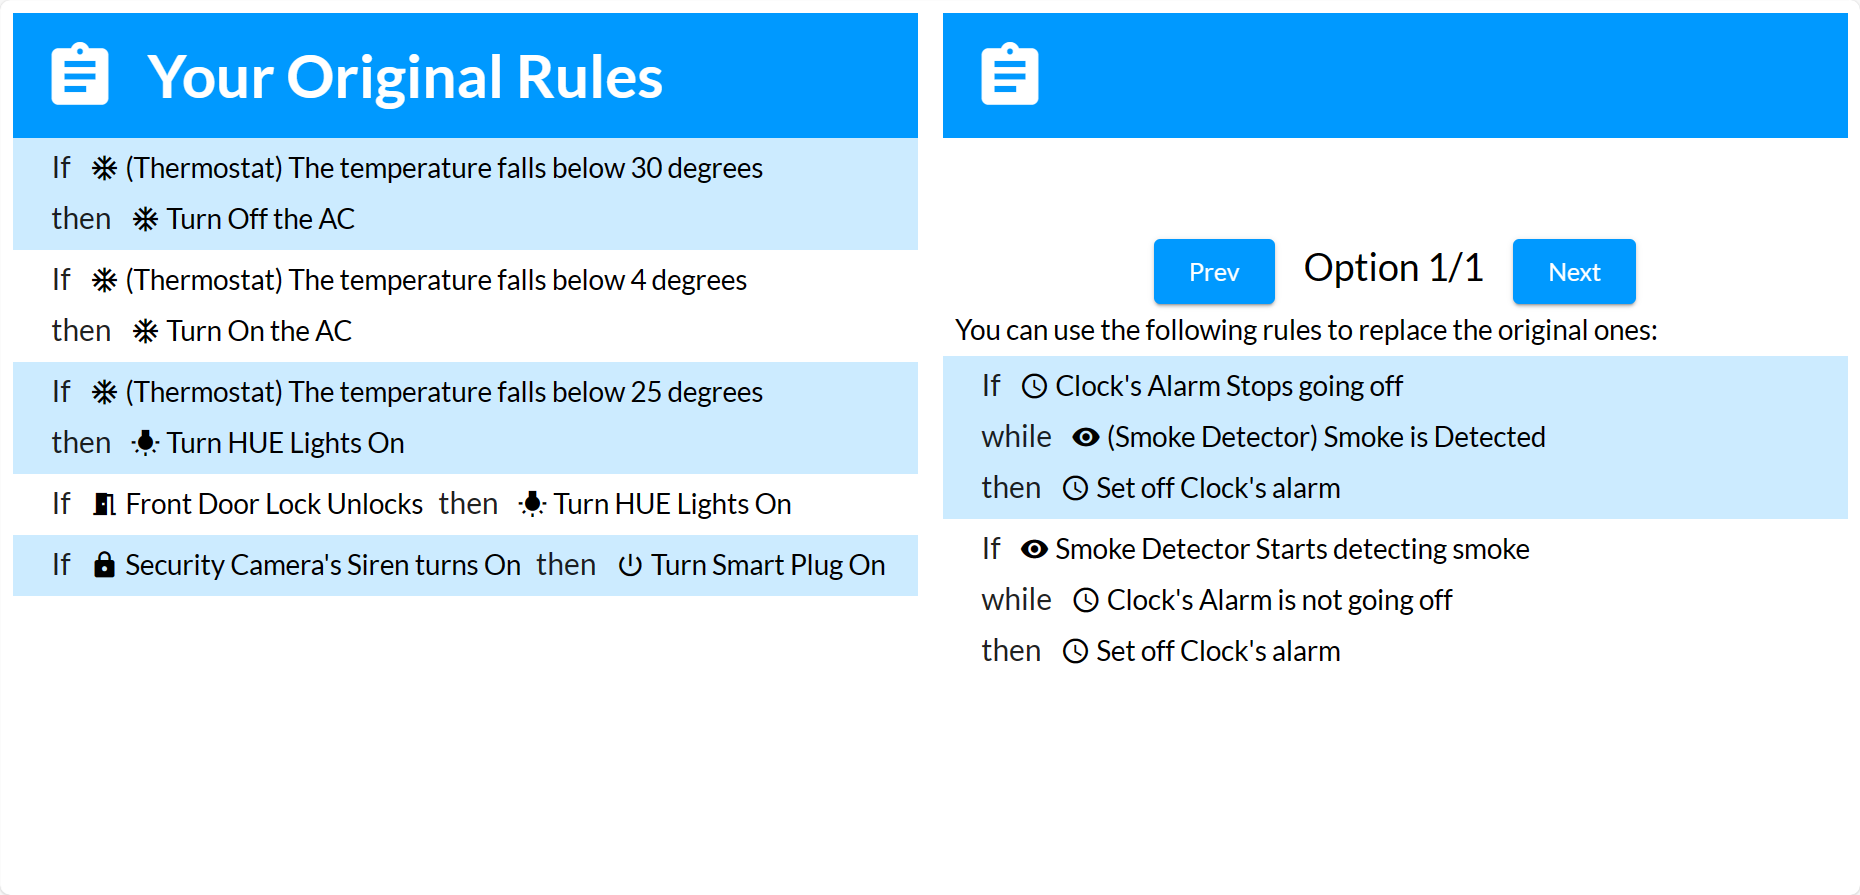 Your Original Rules
If (Thermostat) The temperature falls below 30 degrees
then Turn Off the AC
If (Thermostat) The temperature falls below 4 degrees
then Turn On the AC
If (Thermostat) The temperature falls below 25 degrees
then Turn HUE Lights On
If Front Door Lock Unlocks then Turn HUE Lights On
If Security Camera's Siren turns On then Turn Smart Plug On
Prev Option 1/1 Next
You can use the following rules to replace the original ones:
If Clock's Alarm Stops going off
while (Smoke Detector) Smoke is Detected
then Set off Clock's alarm
If Smoke Detector Starts detecting smoke
while Clock's Alarm is not going off
then Set off Clock's alarm